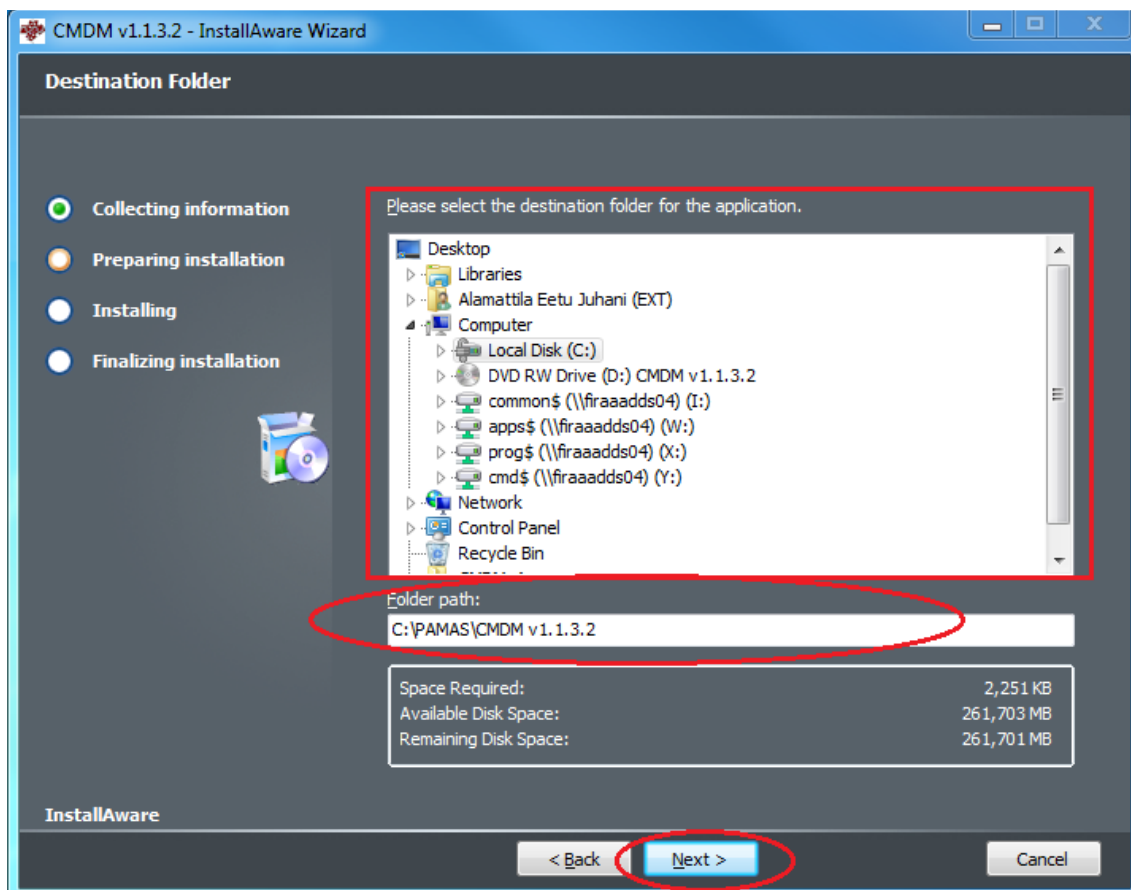 CMDM v1.1.3.2 - InstallAware Wizard
Destination Folder
Collecting information
Preparing installation
Installing
Finalizing installation
Please select the destination folder for the application.
Desktop
Libraries
Alamattila Eetu Juhani (EXT)
Computer
Local Disk (C:)
DVD RW Drive (D:) CMDM v1.1.3.2
common$ (\\firaaadds04) (I:)
apps$ (\\firaaadds04) (W:)
prog$ (\\firaaadds04) (X:)
cmd$ (\\firaaadds04) (Y:)
Network
Control Panel
Recycle Bin
Folder path:
C:\PAMAS\CMDM v1.1.3.2
Space Required: 2,251 KB
Available Disk Space: 261,703 MB
Remaining Disk Space: 261,701 MB
InstallAware
< Back Next > Cancel